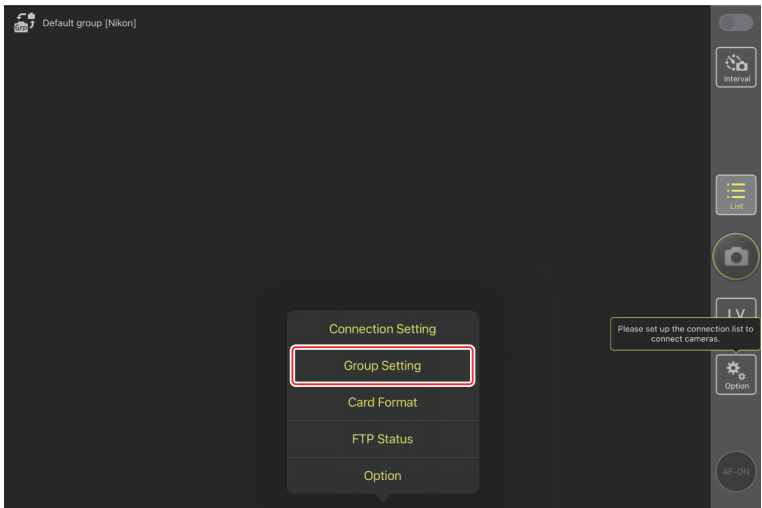 Grp
Default group [Nikon]
Interval
List
LV
Please set up the connection list to
connect cameras.
Option
AF-ON
Connection Setting
Group Setting
Card Format
FTP Status
Option